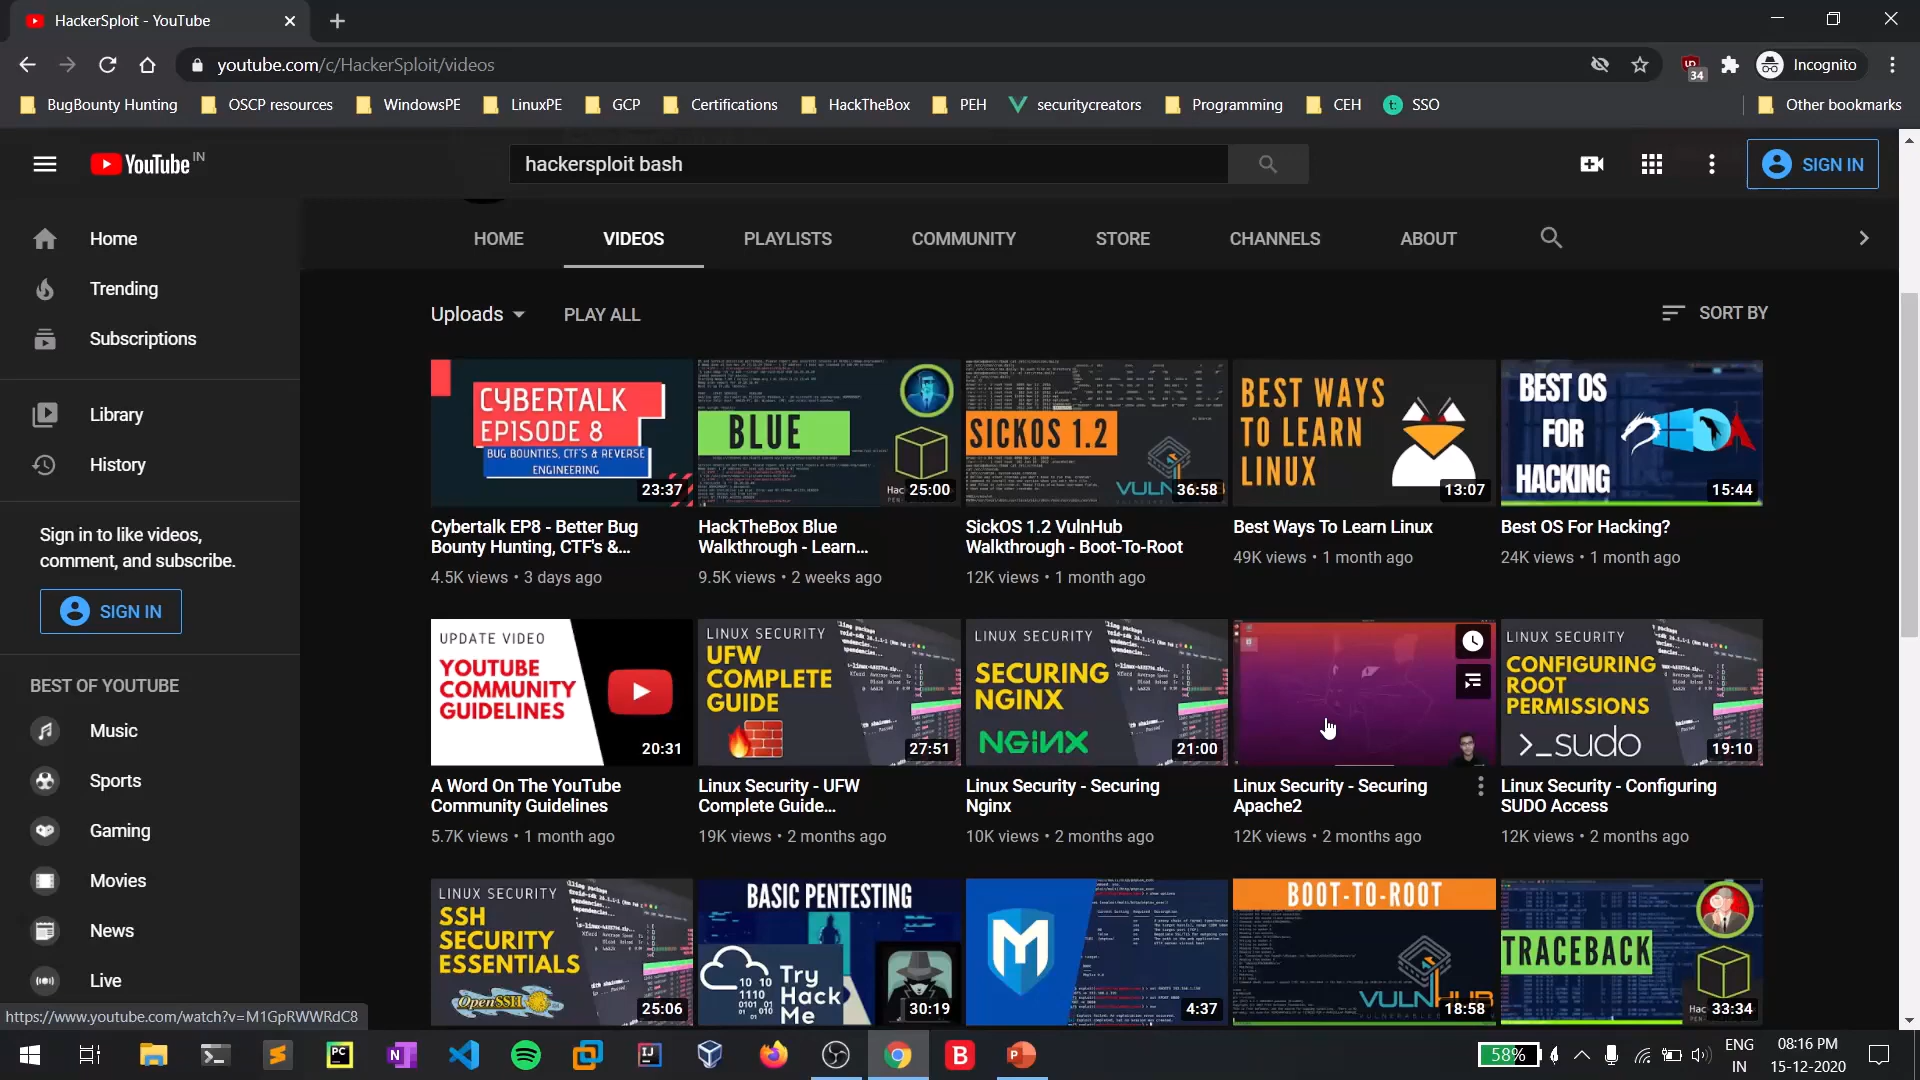 HackerSploit - YouTube
youtube.com/c/HackerSploit/videos
34
Incognito
BugBounty Hunting
OSCP resources
WindowsPE
LinuxPE
GCP
Certifications
HackTheBox
PEH
securitycreators
Programming
CEH
SSO
Other bookmarks
YouTube IN
hackersploit bash
SIGN IN
Home
Trending
Subscriptions
Library
History
Sign in to like videos,
comment, and subscribe.
SIGN IN
BEST OF YOUTUBE
Music
Sports
Gaming
Movies
News
Live
HOME
VIDEOS
PLAYLISTS
COMMUNITY
STORE
CHANNELS
ABOUT
Uploads
PLAY ALL
SORT BY
CYBERTALK
EPISODE 8
BUG BOUNTIES, CTF'S & REVERSE
ENGINEERING
23:37
Cybertalk EP8 - Better Bug
Bounty Hunting, CTF's &...
4.5K views • 3 days ago
BLUE
25:00
HackTheBox Blue
Walkthrough - Learn...
9.5K views • 2 weeks ago
SICKOS 1.2
36:58
SickOS 1.2 VulnHub
Walkthrough - Boot-To-Root
12K views • 1 month ago
BEST WAYS
TO LEARN
LINUX
13:07
Best Ways To Learn Linux
49K views • 1 month ago
BEST OS
FOR
HACKING
15:44
Best OS For Hacking?
24K views • 1 month ago
UPDATE VIDEO
YOUTUBE
COMMUNITY
GUIDELINES
20:31
A Word On The YouTube
Community Guidelines
5.7K views • 1 month ago
LINUX SECURITY
UFW
COMPLETE
GUIDE
27:51
Linux Security - UFW
Complete Guide...
19K views • 2 months ago
LINUX SECURITY
SECURING
NGINX
NGINX
21:00
Linux Security - Securing
Nginx
10K views • 2 months ago
Linux Security - Securing
Apache2
12K views • 2 months ago
LINUX SECURITY
CONFIGURING
ROOT
PERMISSIONS
>_sudo
19:10
Linux Security - Configuring
SUDO Access
12K views • 2 months ago
LINUX SECURITY
SSH
SECURITY
ESSENTIALS
OpenSSH
25:06
BASIC PENTESTING
Try
Hack
Me
30:19
4:37
BOOT-TO-ROOT
VULNHUB
18:58
TRACEBACK
33:34
https://www.youtube.com/watch?v=M1GpRWWRdC8
58%
ENG
IN
08:16 PM
15-12-2020